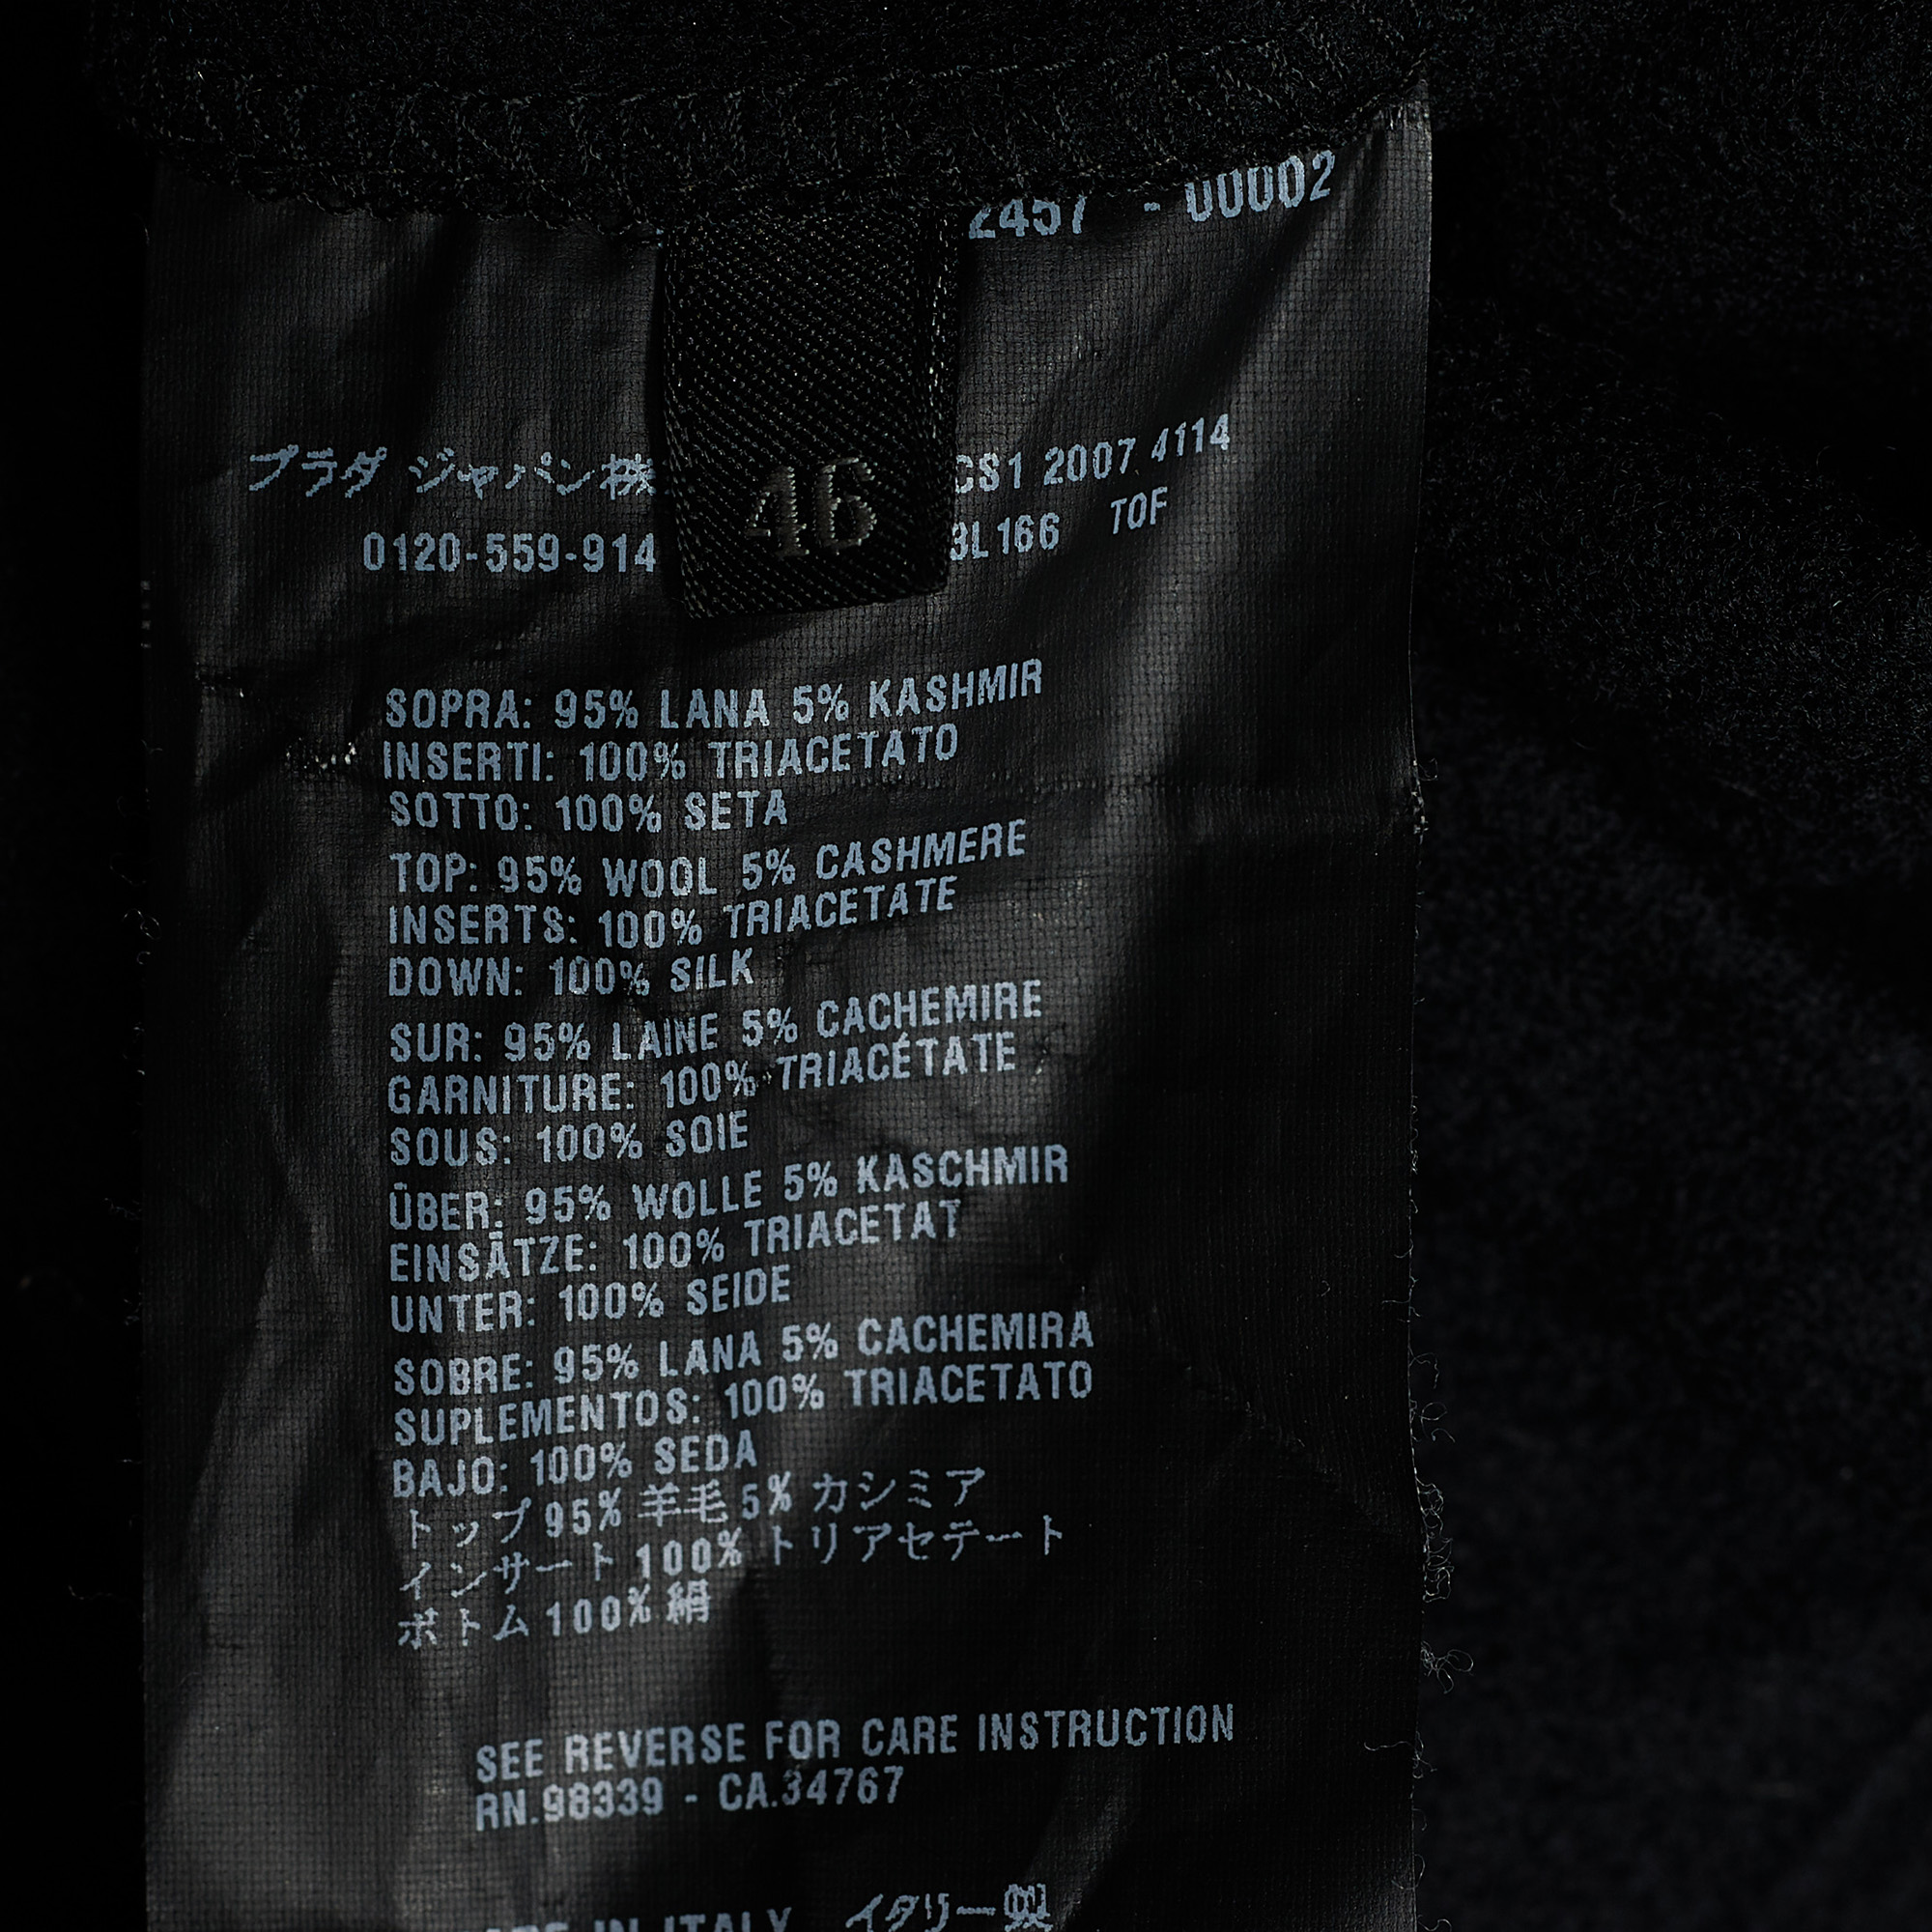 2457 - 00002
プラダ ジャパン株
CS1 2007 4114
0120-559-914
3L166 TOF
46
SOPRA: 95% LANA 5% KASHMIR
INSERTI: 100% TRIACETATO
SOTTO: 100% SETA
TOP: 95% WOOL 5% CASHMERE
INSERTS: 100% TRIACETATE
DOWN: 100% SILK
SUR: 95% LAINE 5% CACHEMIRE
GARNITURE: 100% TRIACÉTATE
SOUS: 100% SOIE
ÜBER: 95% WOLLE 5% KASCHMIR
EINSÄTZE: 100% TRIACETAT
UNTER: 100% SEIDE
SOBRE: 95% LANA 5% CACHEMIRA
SUPLEMENTOS: 100% TRIACETATO
BAJO: 100% SEDA
トップ 95% 羊毛 5% カシミア
インサート 100% トリアセテート
ボトム 100% 絹
SEE REVERSE FOR CARE INSTRUCTION
RN.98339 - CA.34767
IN ITALY イタリー製